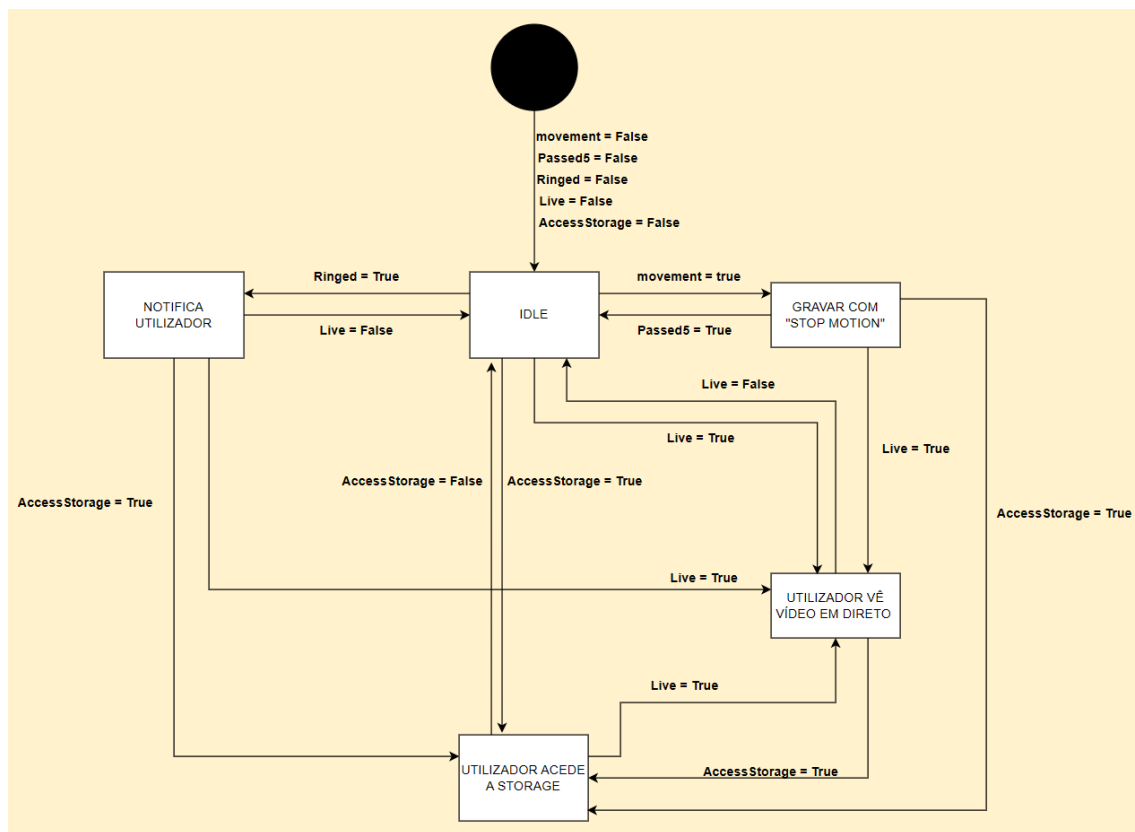 movement = False
Passed5 = False
Ringed = False
Live = False
AccessStorage = False
Ringed = True
movement = true
NOTIFICA
UTILIZADOR
IDLE
GRAVAR COM
"STOP MOTION"
Live = False
Passed5 = True
Live = False
Live = True
Live = True
AccessStorage = False
AccessStorage = True
AccessStorage = True
AccessStorage = True
Live = True
UTILIZADOR VÊ
VÍDEO EM DIRETO
Live = True
UTILIZADOR ACEDE
A STORAGE
AccessStorage = True